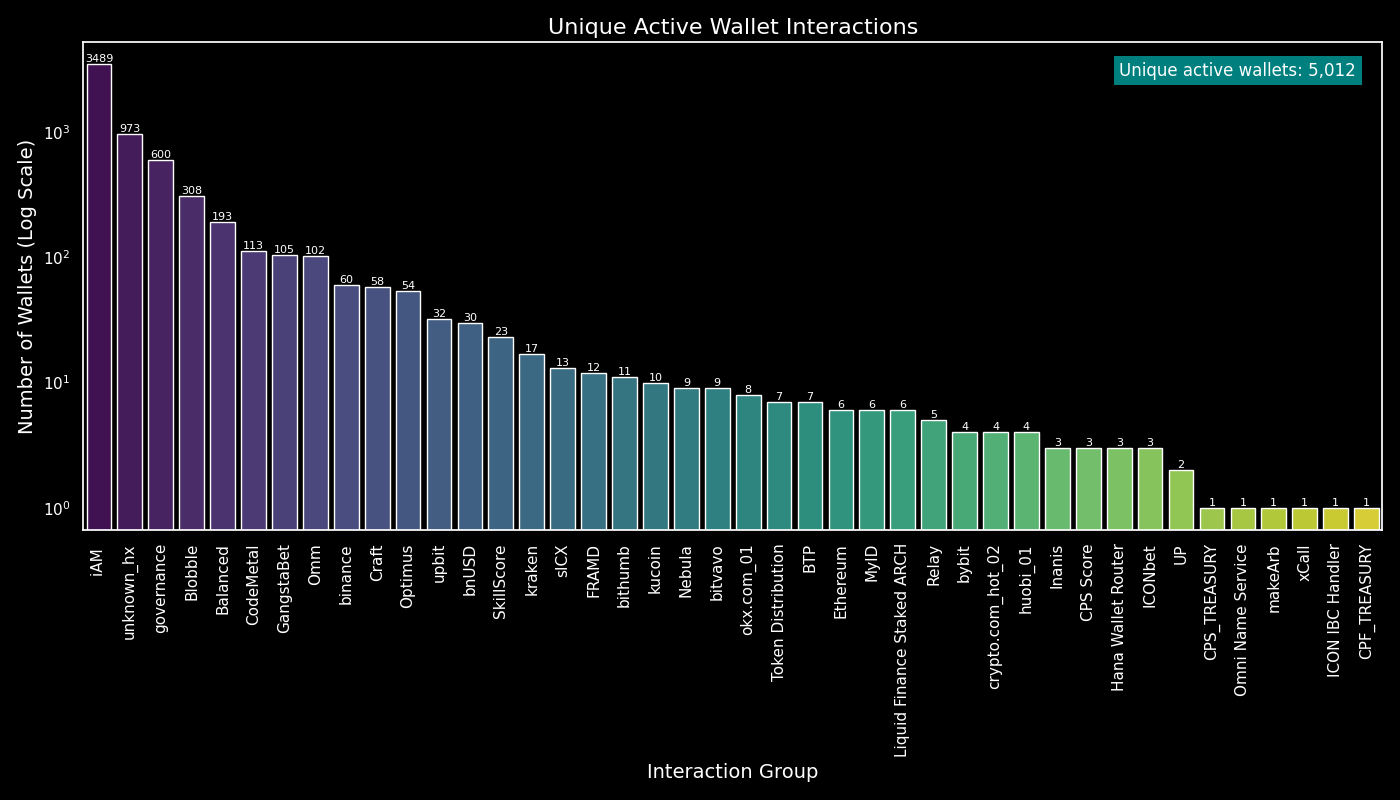 Unique Active Wallet Interactions
Unique active wallets: 5,012
Number of Wallets (Log Scale)
10³
10²
10¹
10⁰
3489
973
600
308
193
113
105
102
60
58
54
32
30
23
17
13
12
11
10
9
9
8
7
7
6
6
6
5
4
4
4
3
3
3
3
2
1
1
1
1
1
1
iAM
unknown_hx
governance
Blobble
Balanced
CodeMetal
GangstaBet
Omm
binance
Craft
Optimus
upbit
bnUSD
SkillScore
kraken
sICX
FRAMD
bithumb
kucoin
Nebula
bitvavo
okx.com_01
Token Distribution
BTP
Ethereum
MyID
Liquid Finance Staked ARCH
Relay
bybit
crypto.com_hot_02
huobi_01
Inanis
CPS Score
Hana Wallet Router
ICONbet
UP
CPS_TREASURY
Omni Name Service
makeArb
xCall
ICON IBC Handler
CPF_TREASURY
Interaction Group